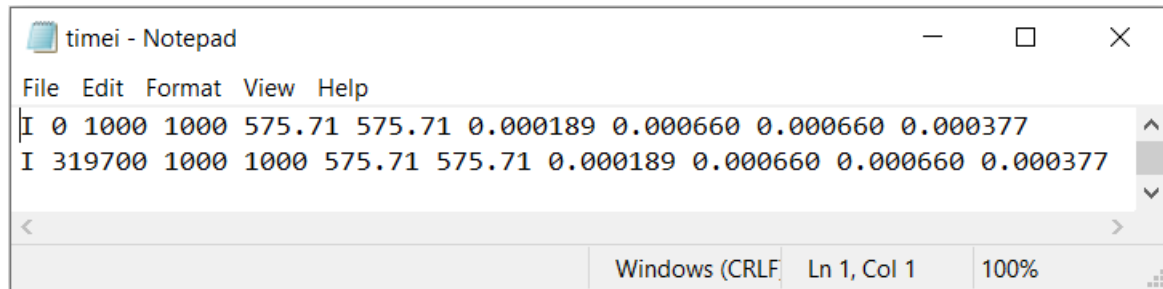 timei - Notepad
File Edit Format View Help
I 0 1000 1000 575.71 575.71 0.000189 0.000660 0.000660 0.000377
I 319700 1000 1000 575.71 575.71 0.000189 0.000660 0.000660 0.000377
Windows (CRLF) Ln 1, Col 1 100%